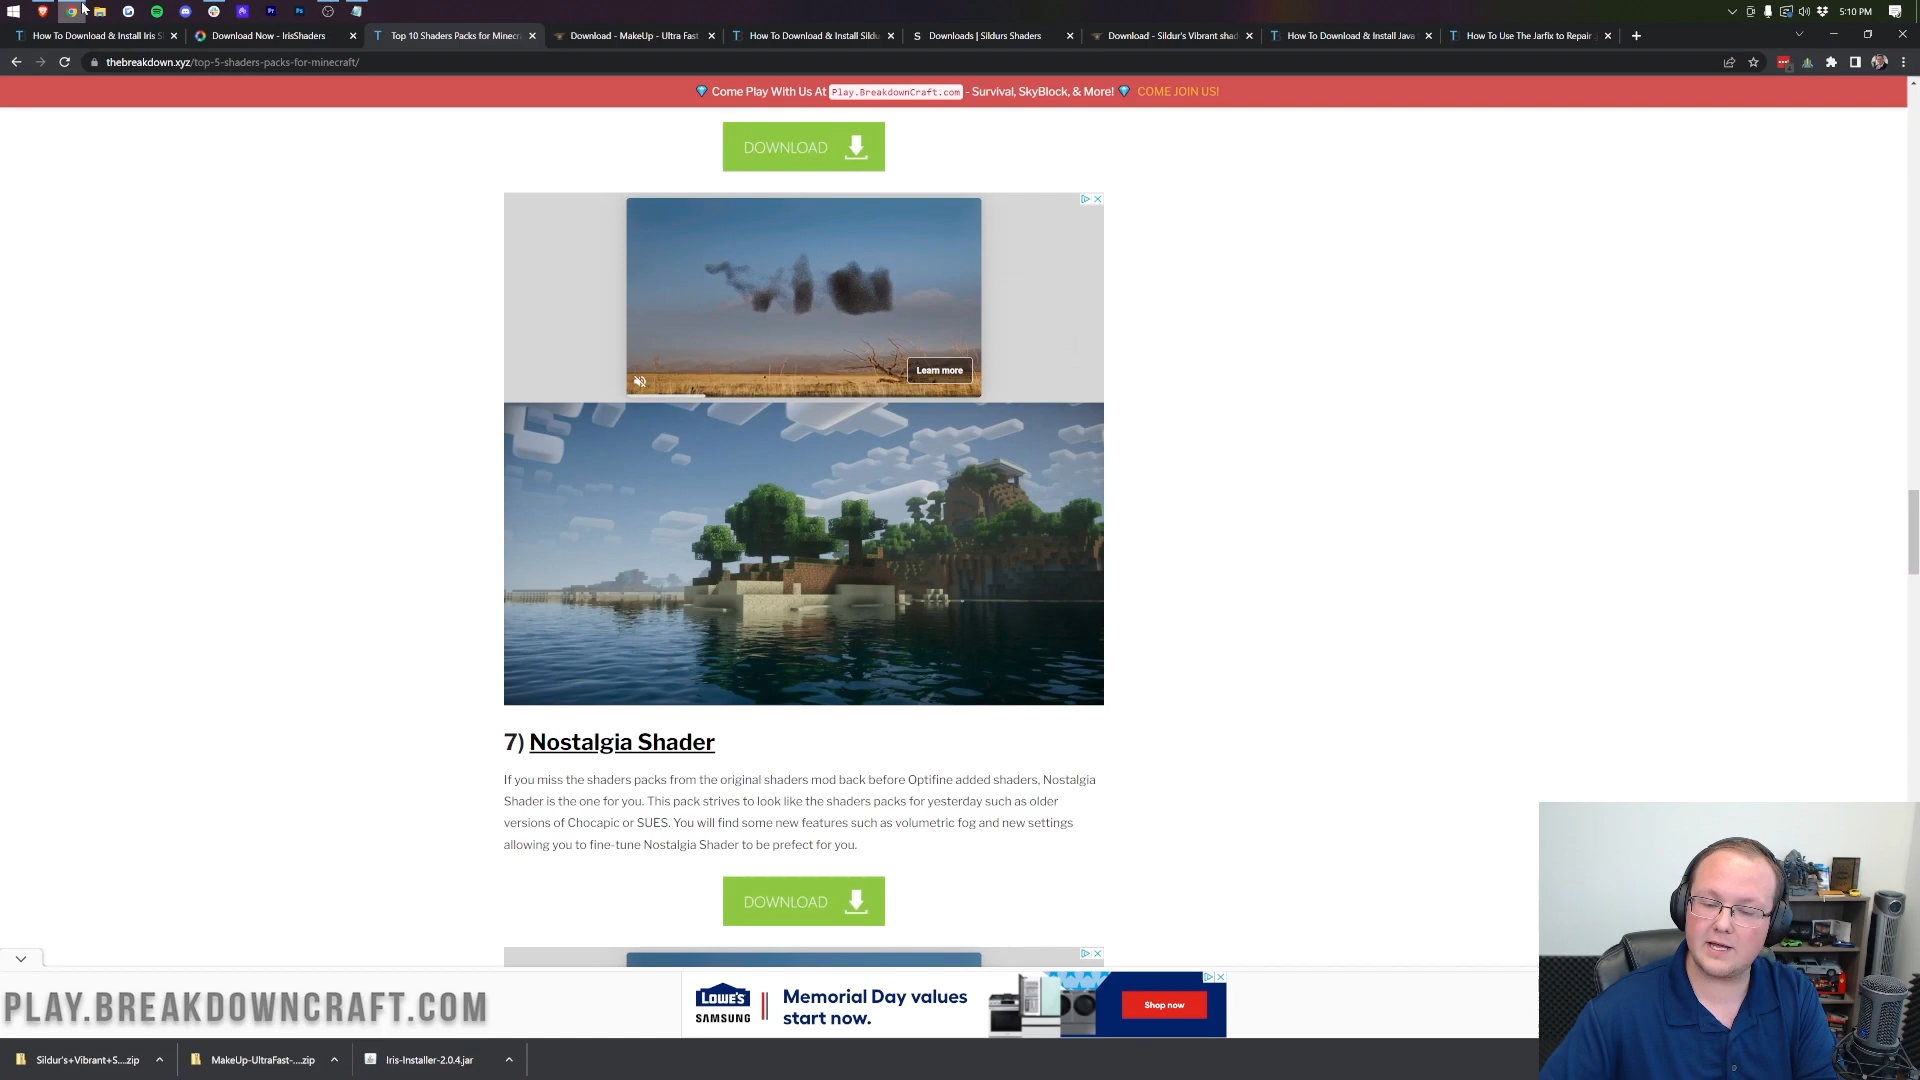 5:10 PM
How To Download & Install Iris S
Download Now - IrisShaders
Top 10 Shaders Packs for Minecr
Download - MakeUp - Ultra Fast
How To Download & Install Sildu
Downloads | Sildurs Shaders
Download - Sildur's Vibrant shad
How To Download & Install Java
How To Use The Jarfix to Repair
thebreakdown.xyz/top-5-shaders-packs-for-minecraft/
Come Play With Us At Play.BreakdownCraft.com - Survival, SkyBlock, & More! COME JOIN US!
DOWNLOAD
Learn more
7) Nostalgia Shader
If you miss the shaders packs from the original shaders mod back before Optifine added shaders, Nostalgia
Shader is the one for you. This pack strives to look like the shaders packs for yesterday such as older
versions of Chocapic or SUES. You will find some new features such as volumetric fog and new settings
allowing you to fine-tune Nostalgia Shader to be prefect for you.
DOWNLOAD
PLAY.BREAKDOWNCRAFT.COM
LOWE'S
SAMSUNG
Memorial Day values
start now.
Shop now
Sildur's+Vibrant+S....zip
MakeUp-UltraFast-....zip
Iris-Installer-2.0.4.jar